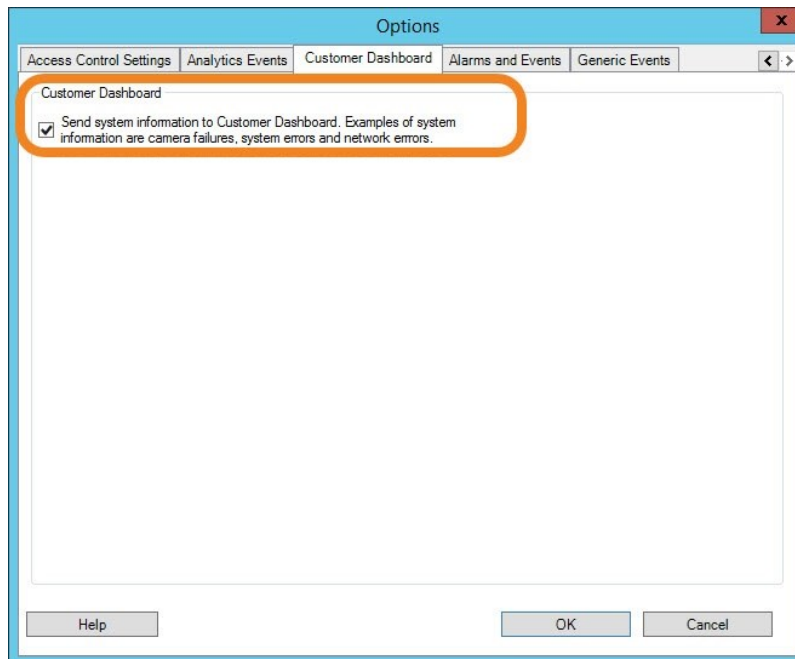 Options
x
Access Control Settings Analytics Events Customer Dashboard Alarms and Events Generic Events
Customer Dashboard
Send system information to Customer Dashboard. Examples of system
information are camera failures, system errors and network errors.
Help OK Cancel